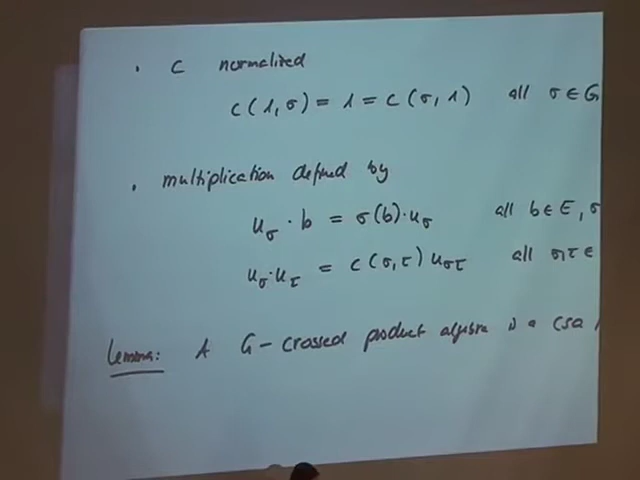 · c normalized
c(1,σ) = 1 = c(σ,1) all σ ∈ G
· multiplication defined by
u_σ · b = σ(b)·u_σ all b ∈ E, σ
u_σ·u_τ = c(σ,τ) u_στ all σ,τ ∈
Lemma: A G-crossed product algebra is a csa